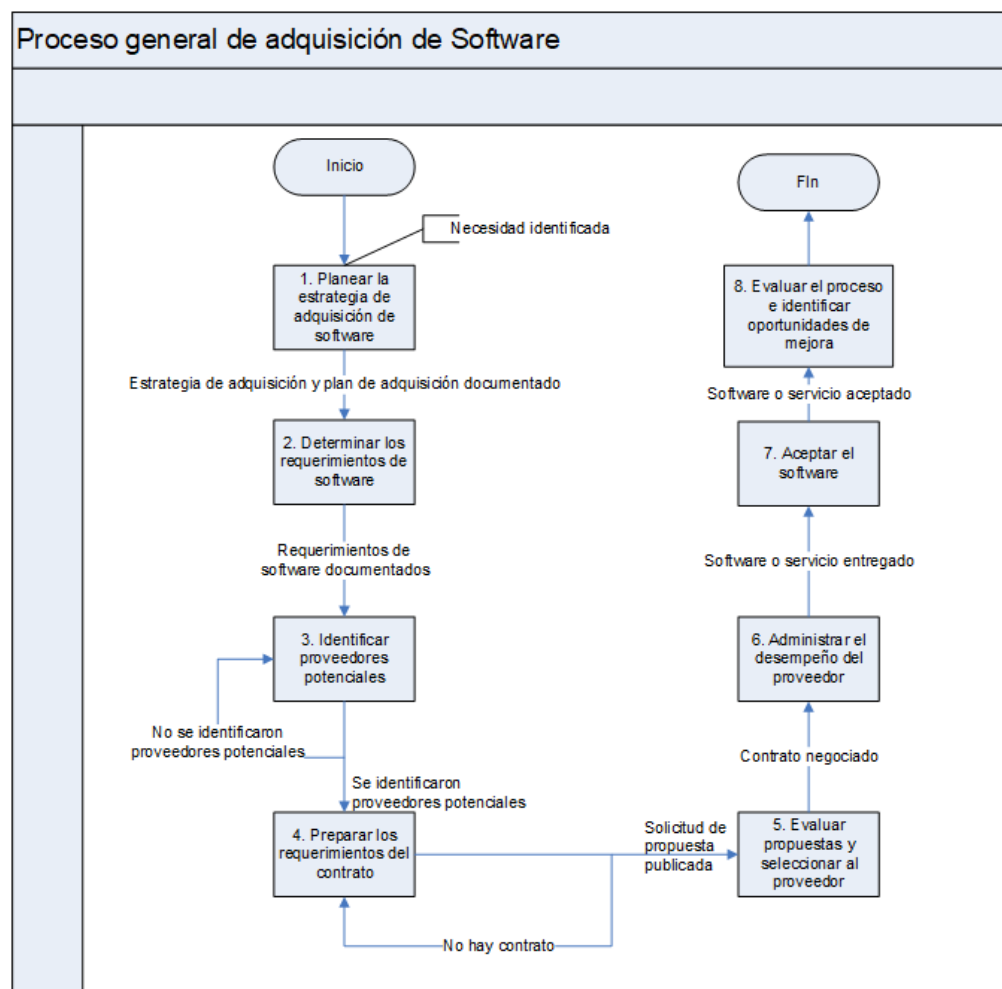 Proceso general de adquisición de Software
Inicio
Necesidad identificada
1. Planear la
estrategia de
adquisición de
software
Estrategia de adquisición y plan de adquisición documentado
2. Determinar los
requerimientos de
software
Requerimientos de
software documentados
3. Identificar
proveedores
potenciales
No se identificaron
proveedores potenciales
Se identificaron
proveedores potenciales
4. Preparar los
requerimientos del
contrato
No hay contrato
Solicitud de
propuesta
publicada
5. Evaluar
propuestas y
seleccionar al
proveedor
Contrato negociado
6. Administrar el
desempeño del
proveedor
Software o servicio entregado
7. Aceptar el
software
Software o servicio aceptado
8. Evaluar el proceso
e identificar
oportunidades de
mejora
FIn